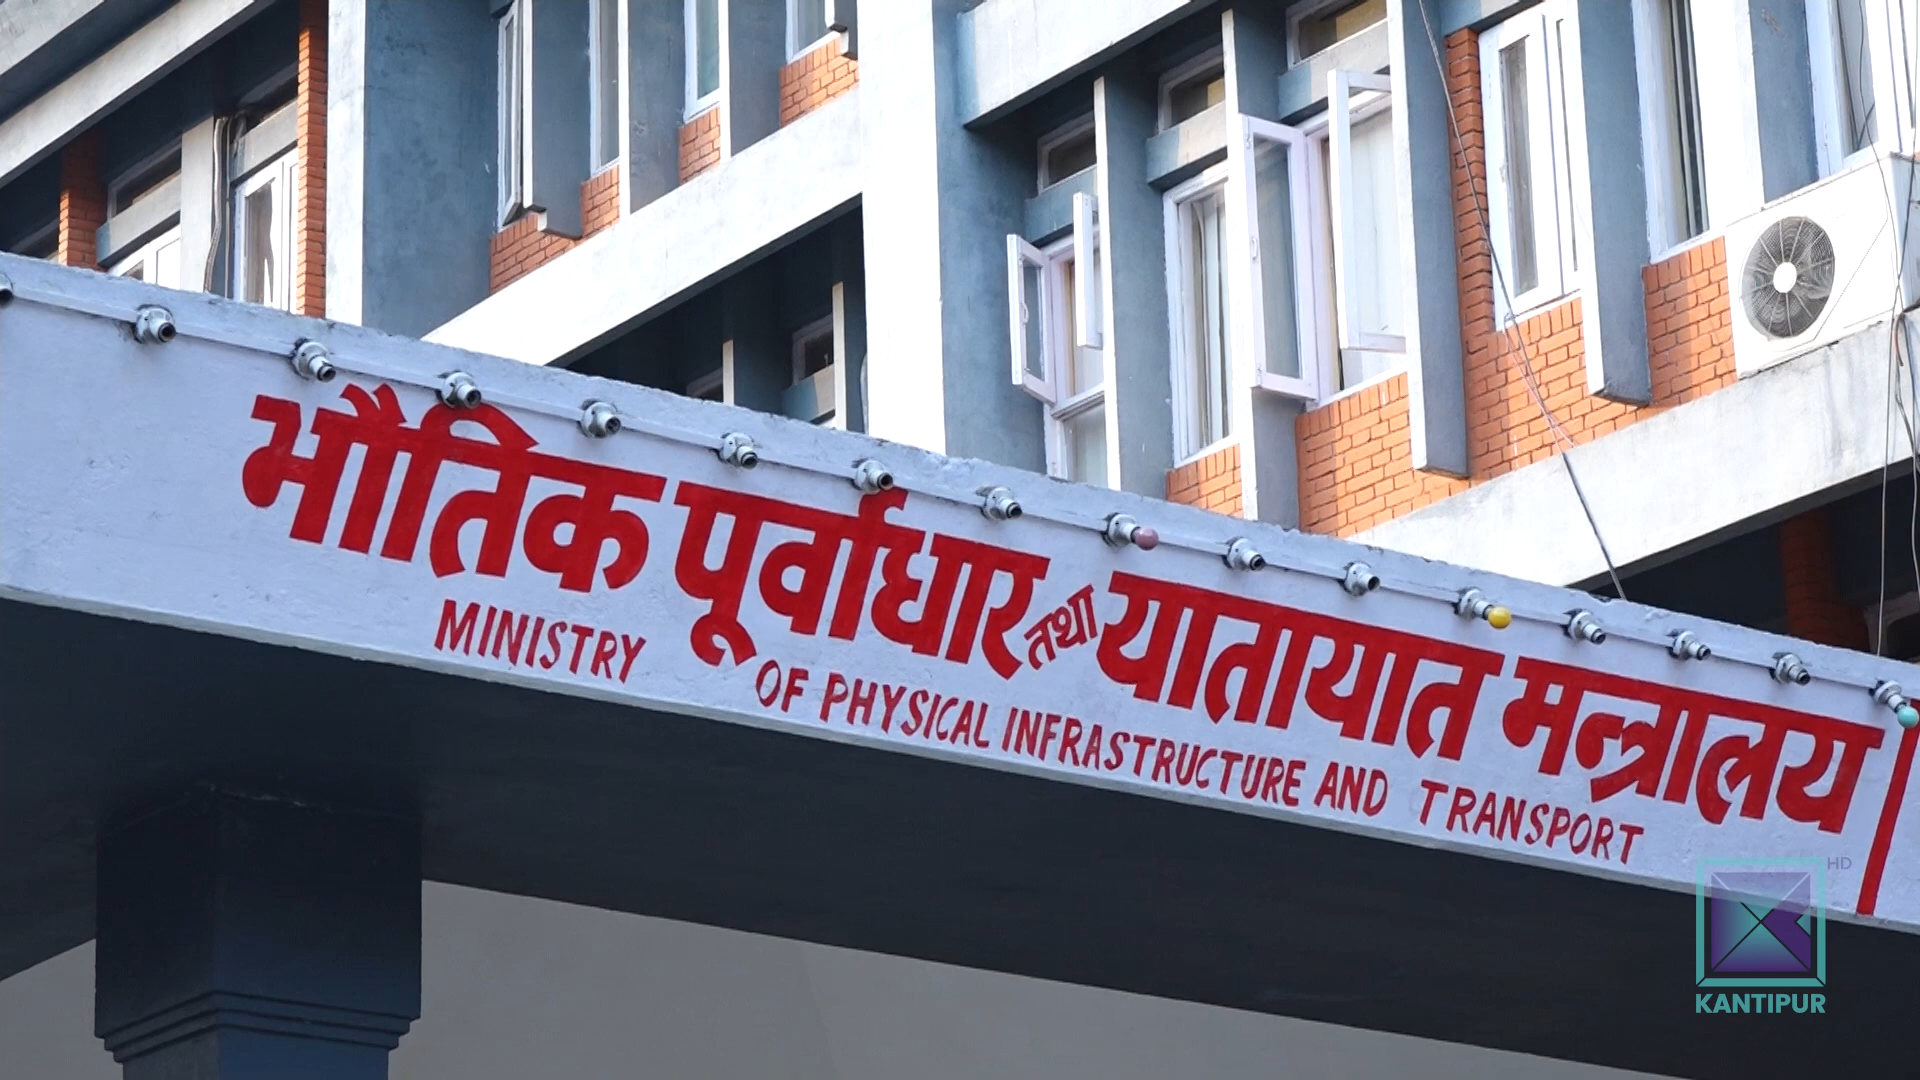 भौतिक पूर्वाधार तथा यातायात मन्त्रालय
MINISTRY OF PHYSICAL INFRASTRUCTURE AND TRANSPORT
HD
KANTIPUR